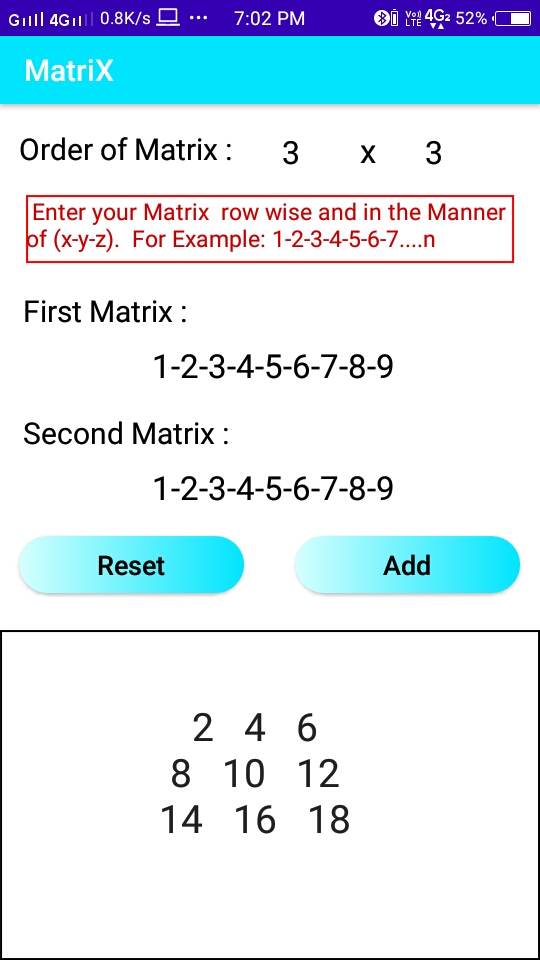 4G 0.8K/s ... 7:02 PM VoI) LTE 4G2 52%
MatriX
Order of Matrix : 3 x 3
Enter your Matrix row wise and in the Manner
of (x-y-z). For Example: 1-2-3-4-5-6-7....n
First Matrix :
1-2-3-4-5-6-7-8-9
Second Matrix :
1-2-3-4-5-6-7-8-9
Reset Add
2 4 6
8 10 12
14 16 18